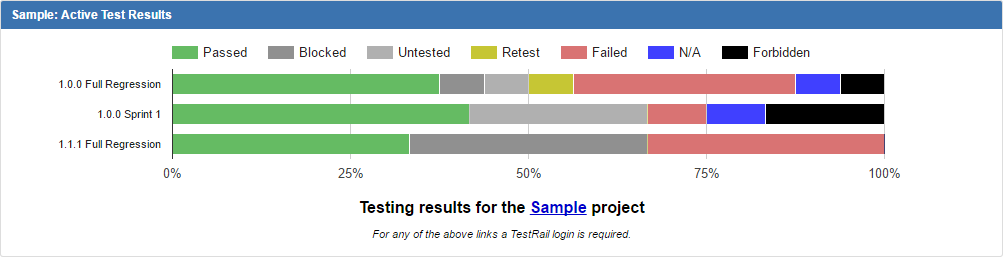 Sample: Active Test Results
Passed Blocked Untested Retest Failed N/A Forbidden
1.0.0 Full Regression
1.0.0 Sprint 1
1.1.1 Full Regression
0% 25% 50% 75% 100%
Testing results for the Sample project
For any of the above links a TestRail login is required.